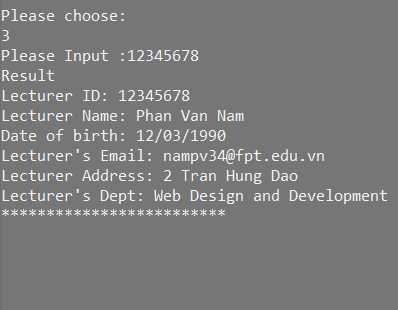 Please choose:
3
Please Input :12345678
Result
Lecturer ID: 12345678
Lecturer Name: Phan Van Nam
Date of birth: 12/03/1990
Lecturer's Email: nampv34@fpt.edu.vn
Lecturer Address: 2 Tran Hung Dao
Lecturer's Dept: Web Design and Development
*************************